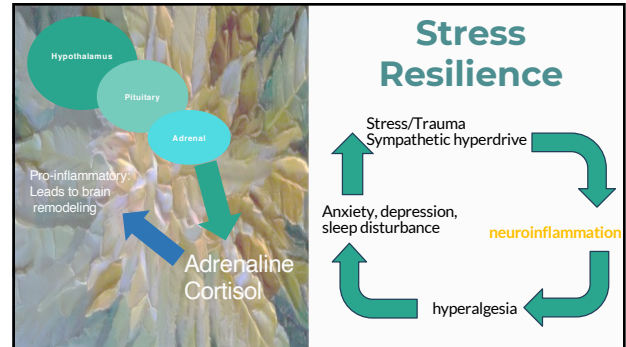 Hypothalamus
Pituitary
Adrenal
Pro-inflammatory:
Leads to brain
remodeling
Adrenaline
Cortisol
Stress
Resilience
Stress/Trauma
Sympathetic hyperdrive
neuroinflammation
hyperalgesia
Anxiety, depression,
sleep disturbance